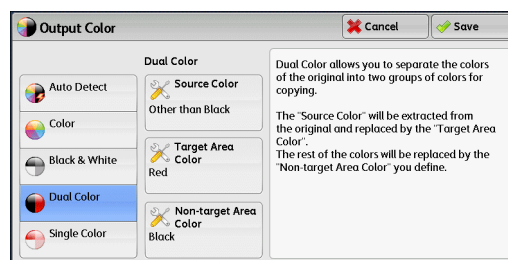 Output Color
Cancel
Save
Auto Detect
Color
Black & White
Dual Color
Single Color
Dual Color
Source Color
Other than Black
Target Area
Color
Red
Non-target Area
Color
Black
Dual Color allows you to separate the colors
of the original into two groups of colors for
copying.
The "Source Color" will be extracted from
the original and replaced by the "Target Area
Color".
The rest of the colors will be replaced by the
"Non-target Area Color" you define.